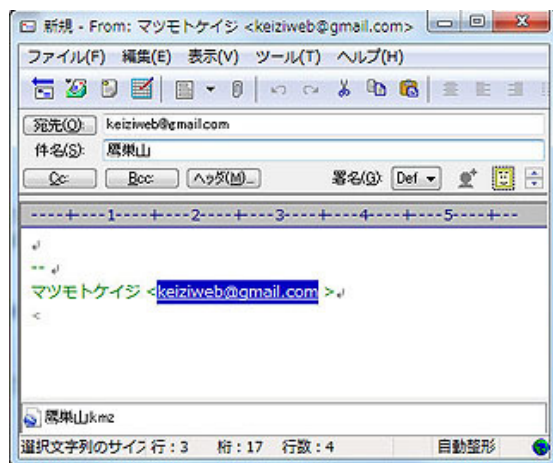 新規 - From: マツモトケイジ <keiziweb@gmail.com>
ファイル(F) 編集(E) 表示(V) ツール(T) ヘルプ(H)
宛先(O): keiziweb@gmail.com
件名(S): 鷹巣山
Cc: Bcc: ヘッダ(M)... 署名(G): Def
----+----1----+----2----+----3----+----4----+----5----+---
--
マツモトケイジ <keiziweb@gmail.com >
<
鷹巣山.kmz
選択文字列のサイズ 行:3 桁:17 行数:4 自動整形